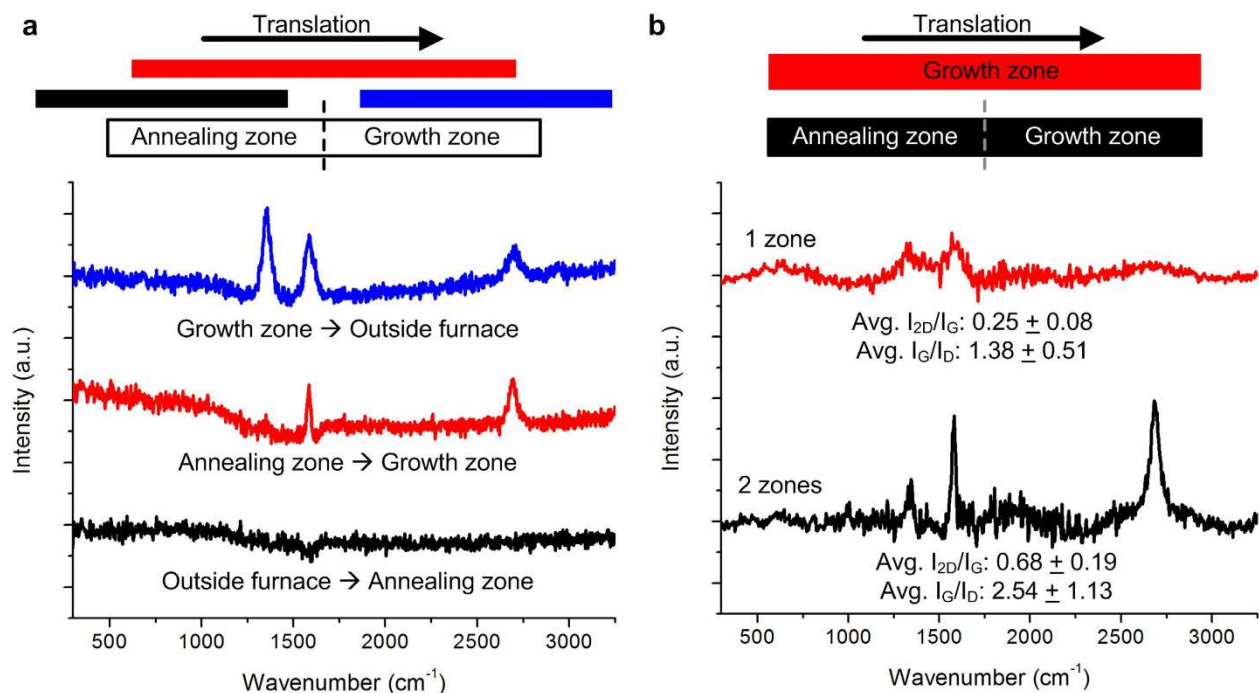 a
Translation
Annealing zone
Growth zone
Growth zone → Outside furnace
Annealing zone → Growth zone
Outside furnace → Annealing zone
Intensity (a.u.)
500 1000 1500 2000 2500 3000
Wavenumber (cm⁻¹)
b
Translation
Growth zone
Annealing zone
Growth zone
1 zone
Avg. I₂D/IG: 0.25 ± 0.08
Avg. IG/ID: 1.38 ± 0.51
2 zones
Avg. I₂D/IG: 0.68 ± 0.19
Avg. IG/ID: 2.54 ± 1.13
Intensity (a.u.)
500 1000 1500 2000 2500 3000
Wavenumber (cm⁻¹)